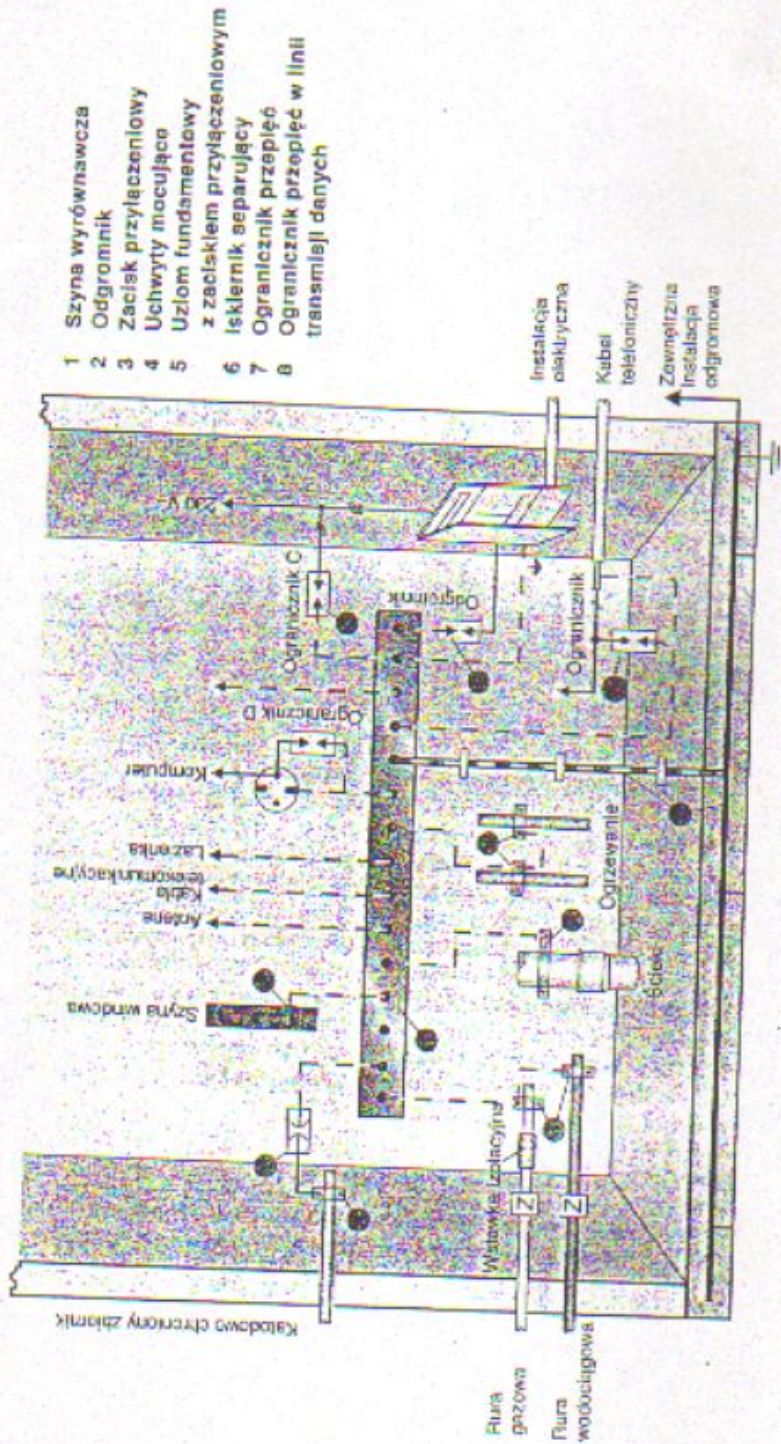 1 Szyna wyrównawcza
2 Odgromnik
3 Zacisk przyłączeniowy
4 Uchwyty mocujące
5 Uziom fundamentowy
z zaciskiem przyłączeniowym
6 Iskiernik separujący
7 Ogranicznik przepięć
8 Ogranicznik przepięć w linii
transmisji danych
Katodowo chroniony zbiornik
Szyna windowa
Antena
Kable
telekomunikacyjne
Łazienka
Komputer
Ogranicznik D
Ogranicznik C
230 V~
Odgromnik
Ogranicznik
Instalacja
elektryczna
Kabel
telefoniczny
Zewnętrzna
Instalacja
odgromowa
Wstawka izolacyjna
Z
Z
Rura
gazowa
Rura
wodociągowa
Ścieki
Ogrzewanie